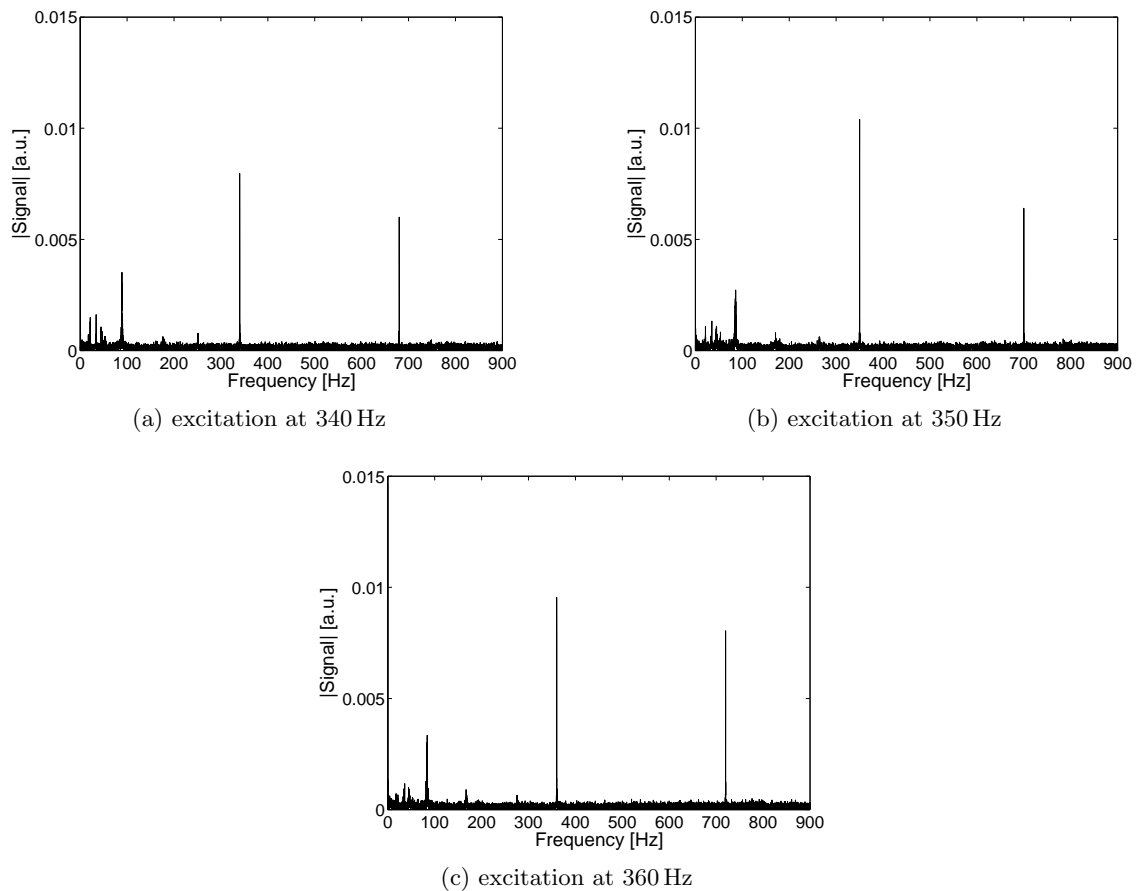 0.015
0.01
0.005
0
|Signal| [a.u.]
0 100 200 300 400 500 600 700 800 900
Frequency [Hz]
(a) excitation at 340 Hz
0.015
0.01
0.005
0
|Signal| [a.u.]
0 100 200 300 400 500 600 700 800 900
Frequency [Hz]
(b) excitation at 350 Hz
0.015
0.01
0.005
0
|Signal| [a.u.]
0 100 200 300 400 500 600 700 800 900
Frequency [Hz]
(c) excitation at 360 Hz